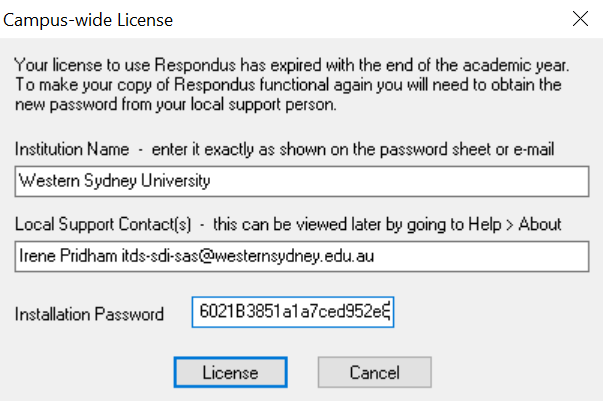 Campus-wide License
Your license to use Respondus has expired with the end of the academic year.
To make your copy of Respondus functional again you will need to obtain the
new password from your local support person.
Institution Name - enter it exactly as shown on the password sheet or e-mail
Western Sydney University
Local Support Contact(s) - this can be viewed later by going to Help > About
Irene Pridham itds-sdi-sas@westernsydney.edu.au
Installation Password
6021B3851a1a7ced952e
License
Cancel